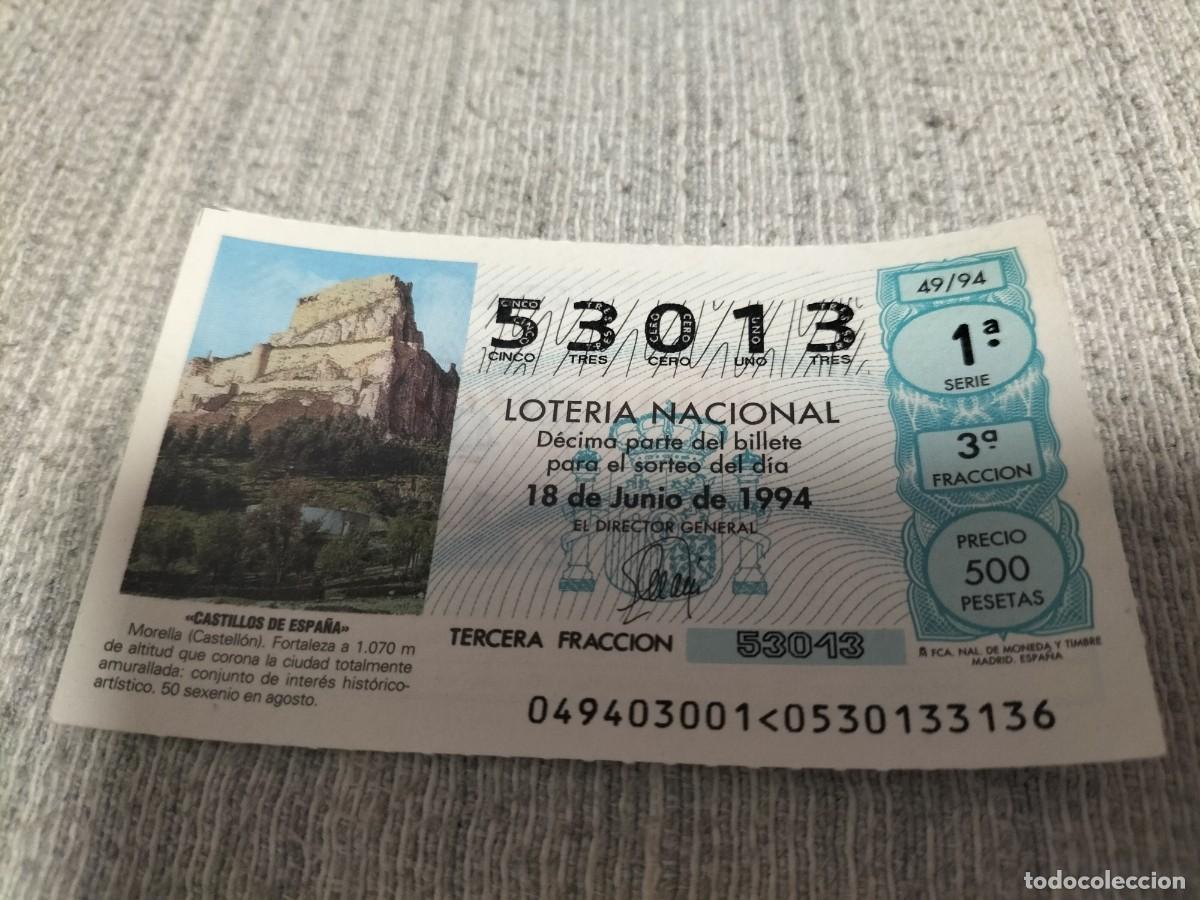 53013
CINCO TRES CERO UNO TRES
LOTERIA NACIONAL
Décima parte del billete
para el sorteo del día
18 de Junio de 1994
EL DIRECTOR GENERAL
49/94
1ª
SERIE
3ª
FRACCION
PRECIO
500
PESETAS
«CASTILLOS DE ESPAÑA»
Morella (Castellón). Fortaleza a 1.070 m
de altitud que corona la ciudad totalmente
amurallada: conjunto de interés histórico-
artístico. 50 sexenio en agosto.
TERCERA FRACCION 53013
FCA. NAL. DE MONEDA Y TIMBRE
MADRID. ESPAÑA
049403001<0530133136
todocoleccion